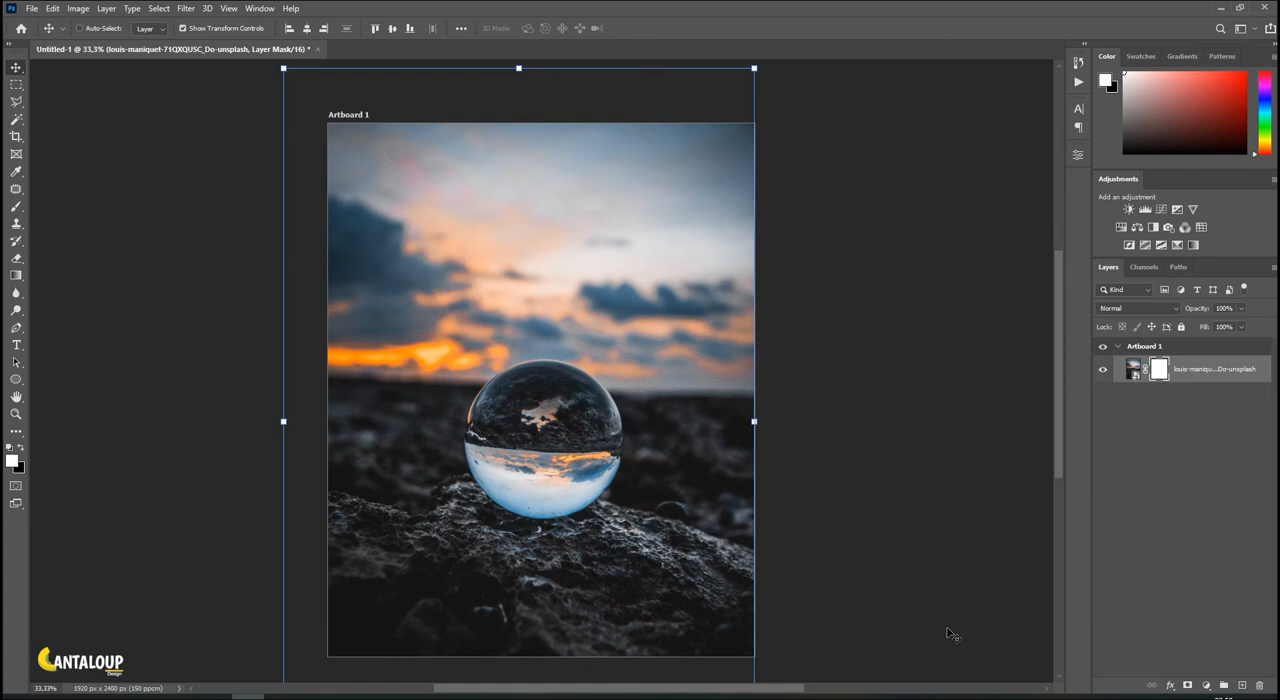 Ps File Edit Image Layer Type Select Filter 3D View Window Help
Auto-Select: Layer Show Transform Controls 3D Mode:
Untitled-1 @ 33,3% (louis-maniquet-71QXQUSC_Do-unsplash, Layer Mask/16) *
Color Swatches Gradients Patterns
Artboard 1
Adjustments
Add an adjustment
Layers Channels Paths
Kind
Normal Opacity: 100%
Lock: Fill: 100%
Artboard 1
louis-maniqu...Do-unsplash
CANTALOUP
Design
33,33% 1920 px x 2400 px (150 ppcm)